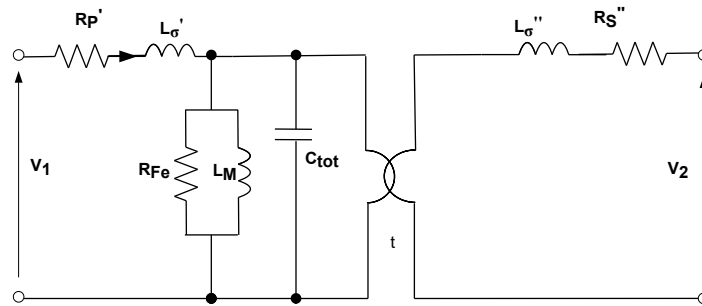 RP'
Lσ'
Lσ''
RS''
V1
RFe
LM
Ctot
V2
t